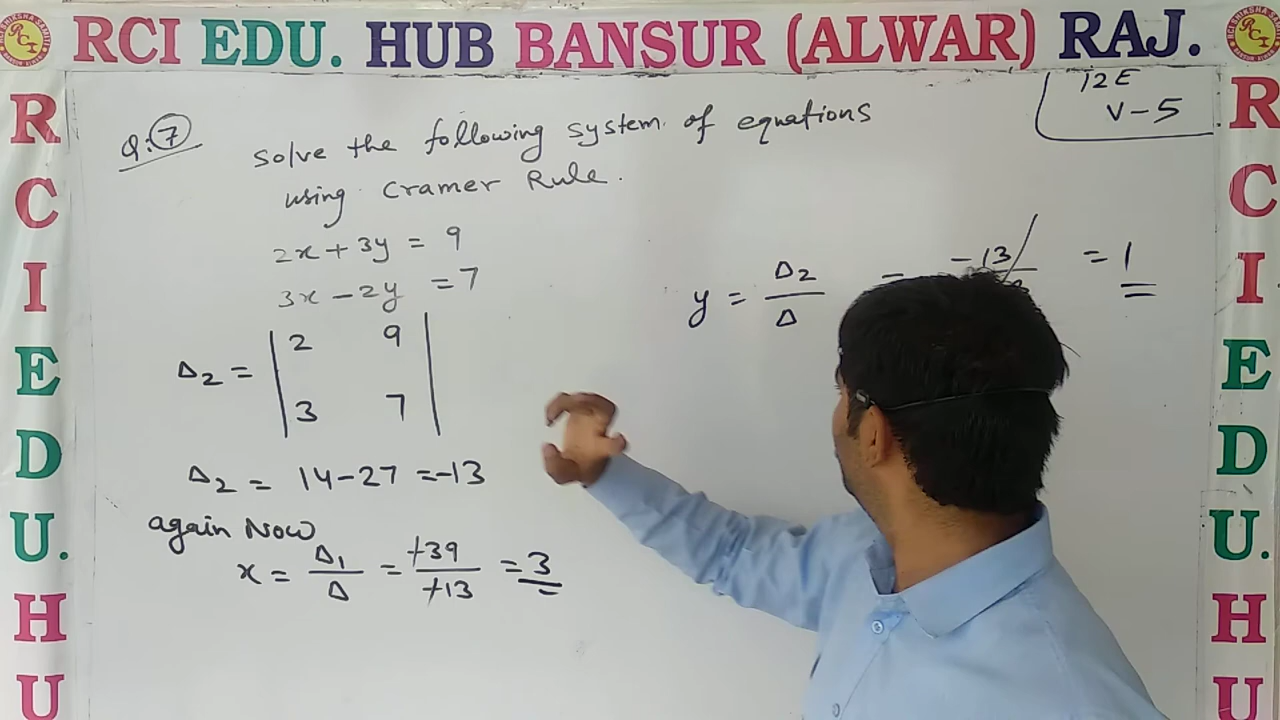 RCI EDU. HUB BANSUR (ALWAR) RAJ.
R
C
I
E
D
U.
H
U
R
C
I
E
D
U.
H
U
12E
V-5
Q.7 solve the following system of equations
using Cramer Rule.
2x + 3y = 9
3x - 2y = 7
Δ2 = | 2 9 |
| 3 7 |
Δ2 = 14-27 = -13
again Now
x = Δ1/Δ = +39/+13 = 3
y = Δ2/Δ = -13/ = 1